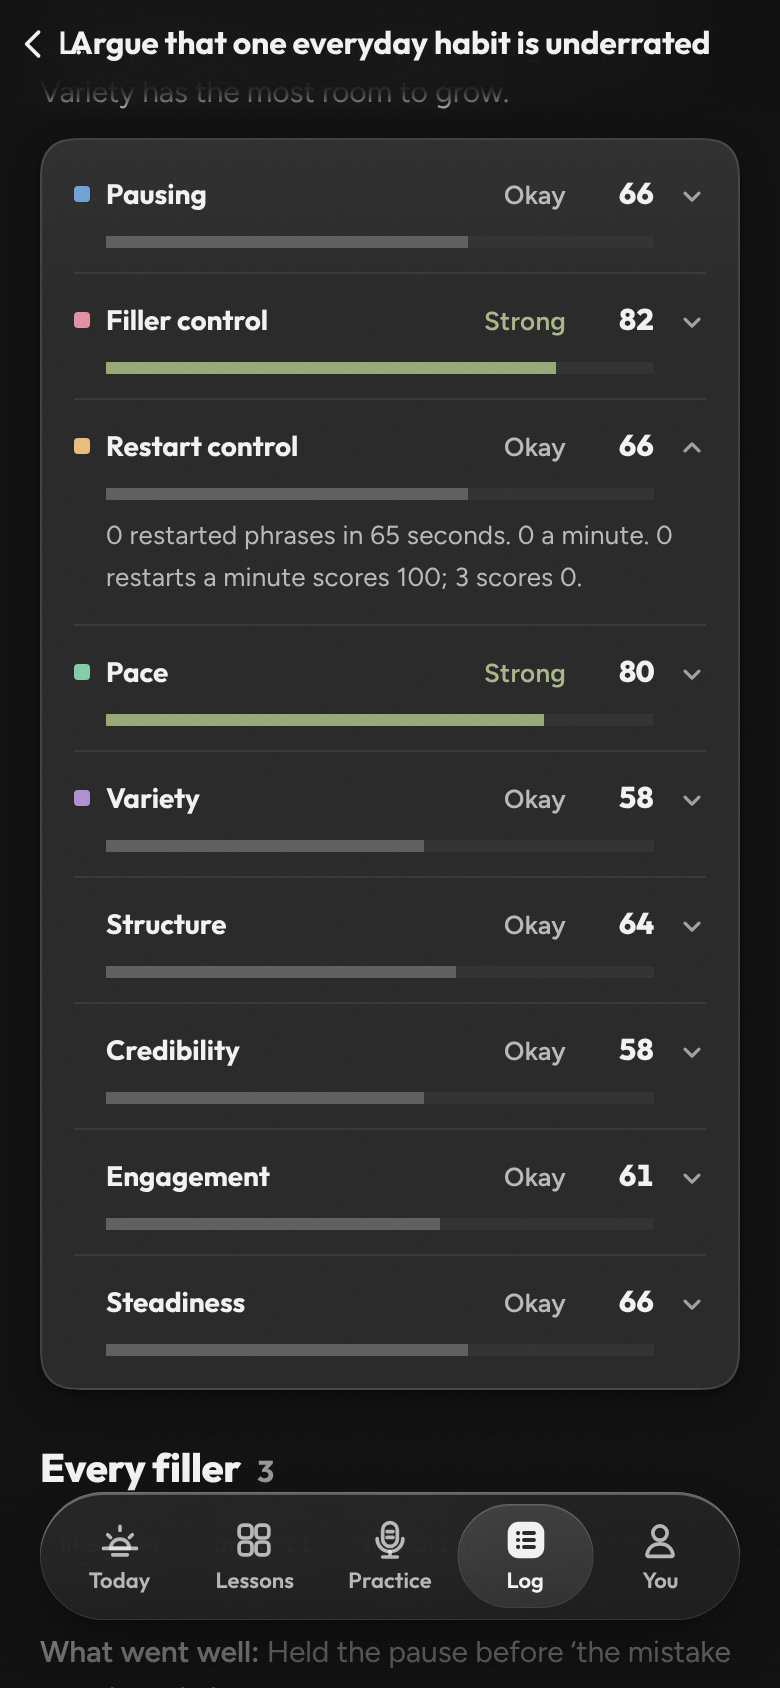 Argue that one everyday habit is underrated
Variety has the most room to grow.
Pausing Okay 66
Filler control Strong 82
Restart control Okay 66
0 restarted phrases in 65 seconds. 0 a minute. 0
restarts a minute scores 100; 3 scores 0.
Pace Strong 80
Variety Okay 58
Structure Okay 64
Credibility Okay 58
Engagement Okay 61
Steadiness Okay 66
Every filler 3
Today Lessons Practice Log You
What went well: Held the pause before ‘the mistake